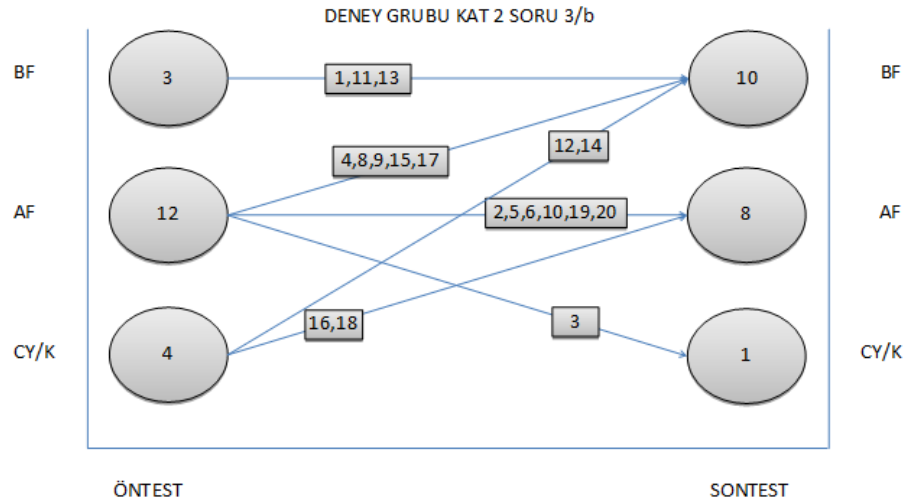 DENEY GRUBU KAT 2 SORU 3/b
BF 3 1,11,13 10 BF
12,14
4,8,9,15,17
AF 12 2,5,6,10,19,20 8 AF
16,18 3
CY/K 4 1 CY/K
ÖNTEST SONTEST